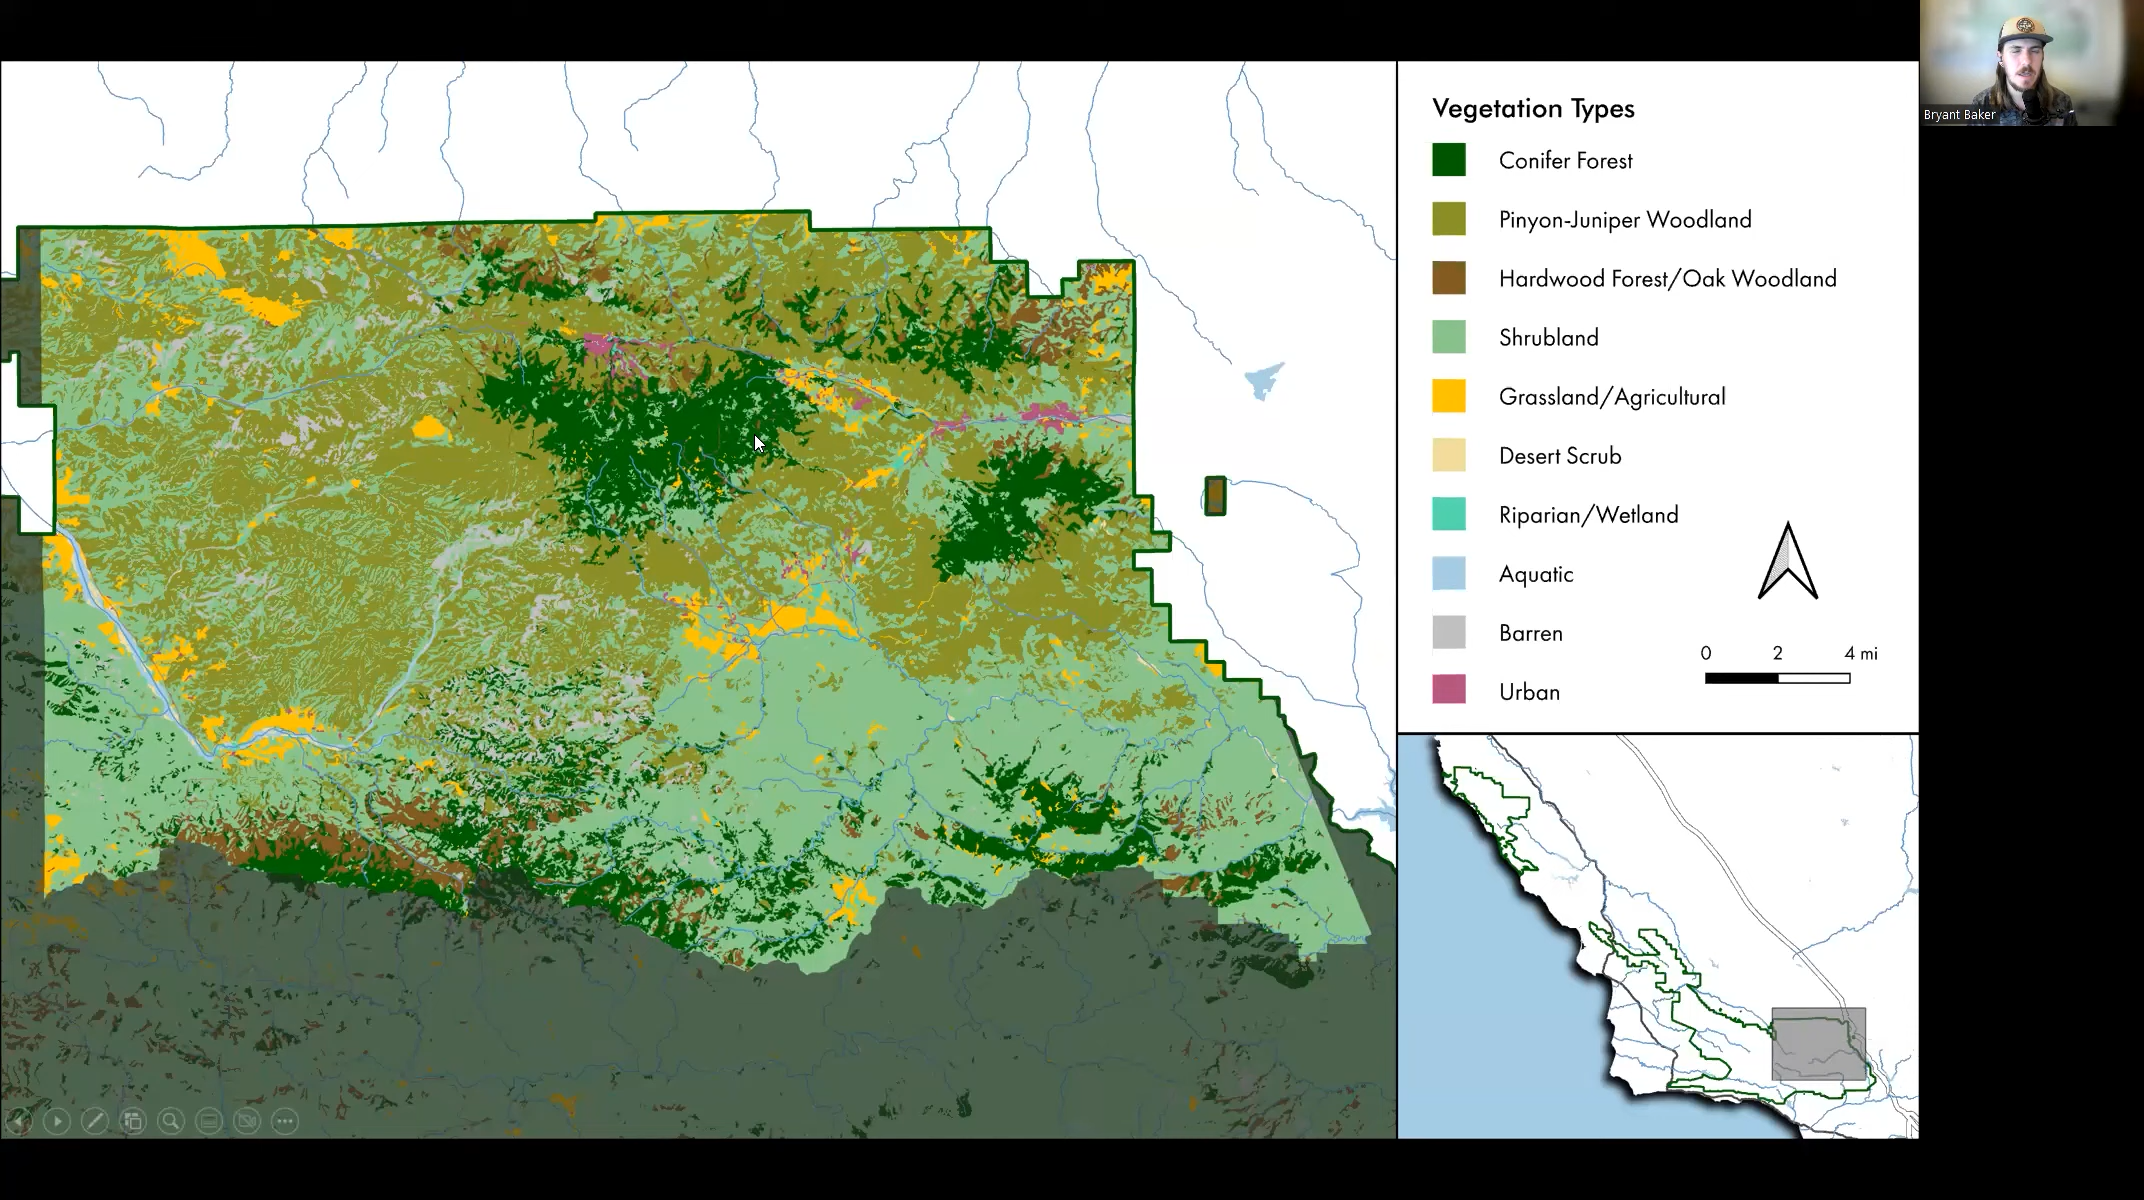 Bryant Baker
Vegetation Types
Conifer Forest
Pinyon-Juniper Woodland
Hardwood Forest/Oak Woodland
Shrubland
Grassland/Agricultural
Desert Scrub
Riparian/Wetland
Aquatic
Barren
Urban
0 2 4 mi